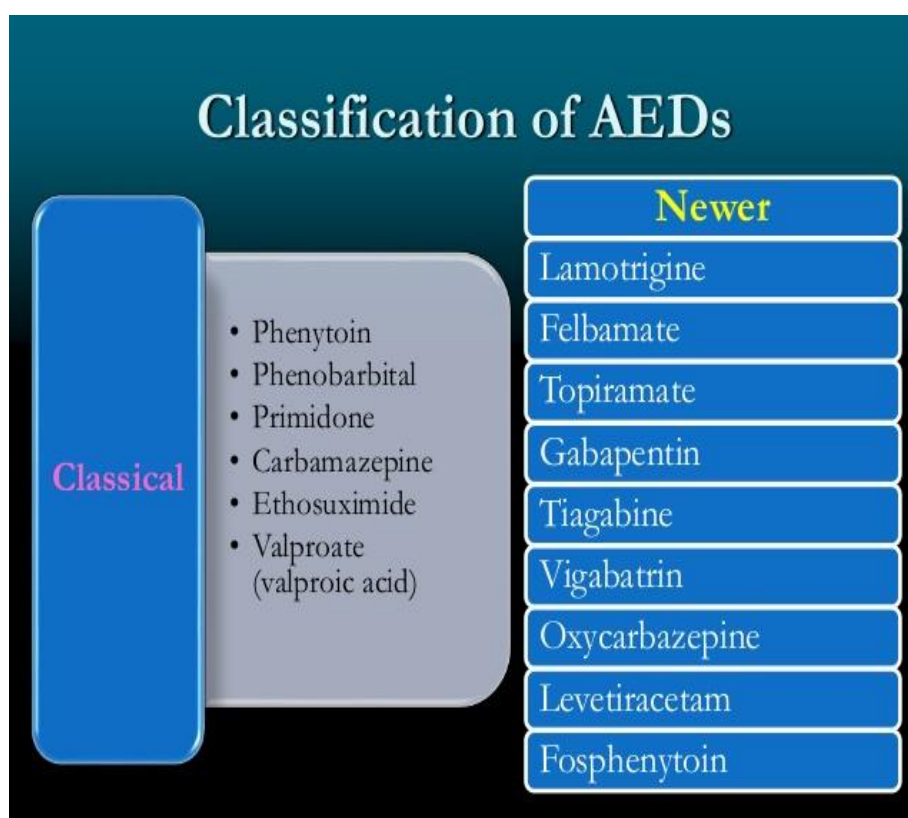 Classification of AEDs
Classical
• Phenytoin
• Phenobarbital
• Primidone
• Carbamazepine
• Ethosuximide
• Valproate
(valproic acid)
Newer
Lamotrigine
Felbamate
Topiramate
Gabapentin
Tiagabine
Vigabatrin
Oxycarbazepine
Levetiracetam
Fosphenytoin